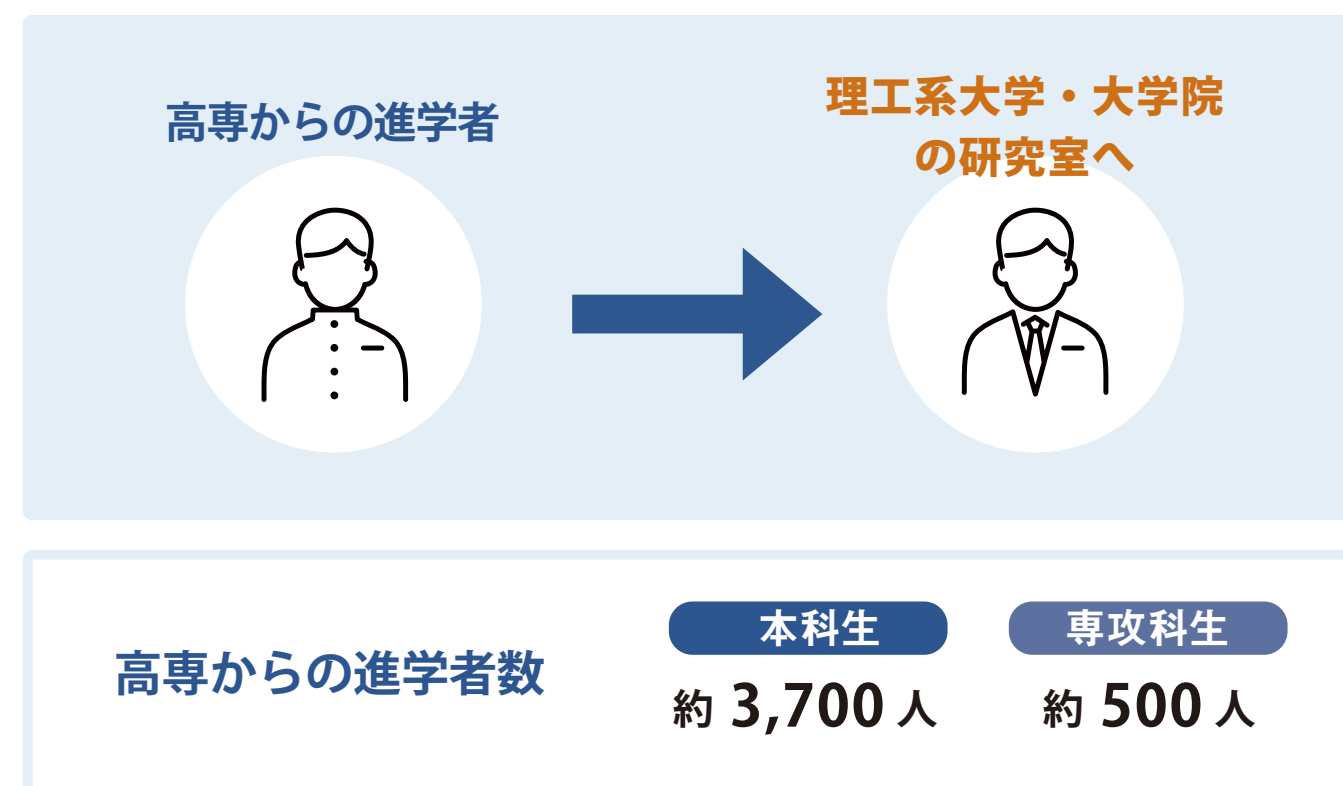 高専からの進学者
理工系大学・大学院
の研究室へ
高専からの進学者数
本科生
約 3,700 人
専攻科生
約 500 人